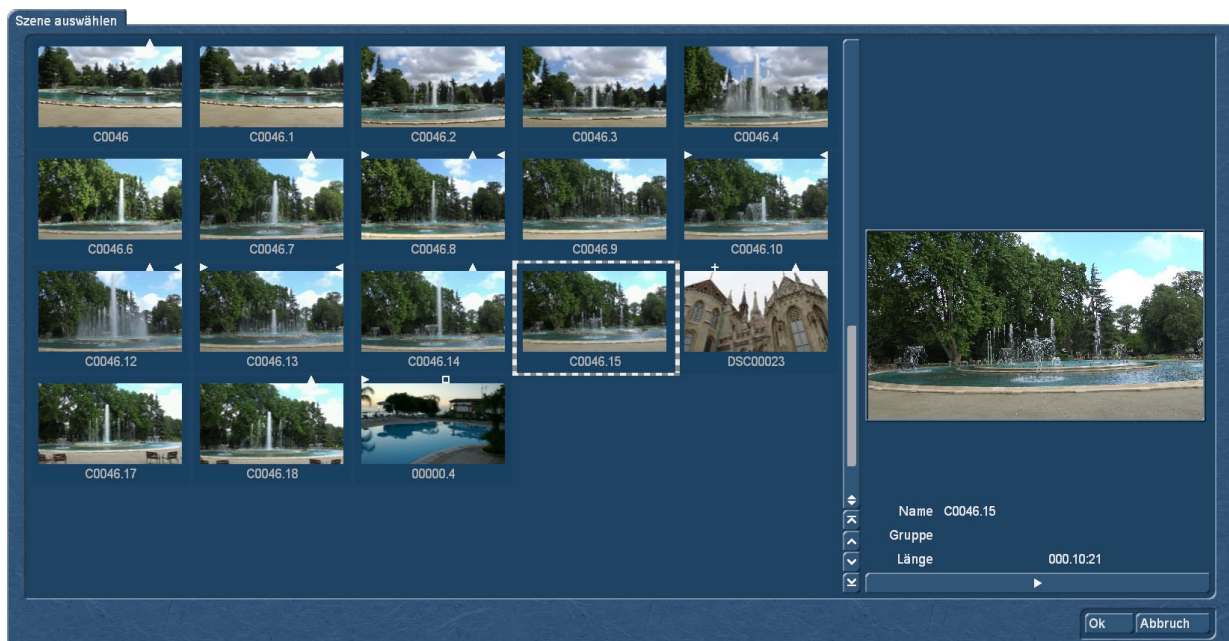 Szene auswählen
C0046
C0046.1
C0046.2
C0046.3
C0046.4
C0046.6
C0046.7
C0046.8
C0046.9
C0046.10
C0046.12
C0046.13
C0046.14
C0046.15
DSC00023
C0046.17
C0046.18
00000.4
Name C0046.15
Gruppe
Länge 000.10:21
Ok Abbruch